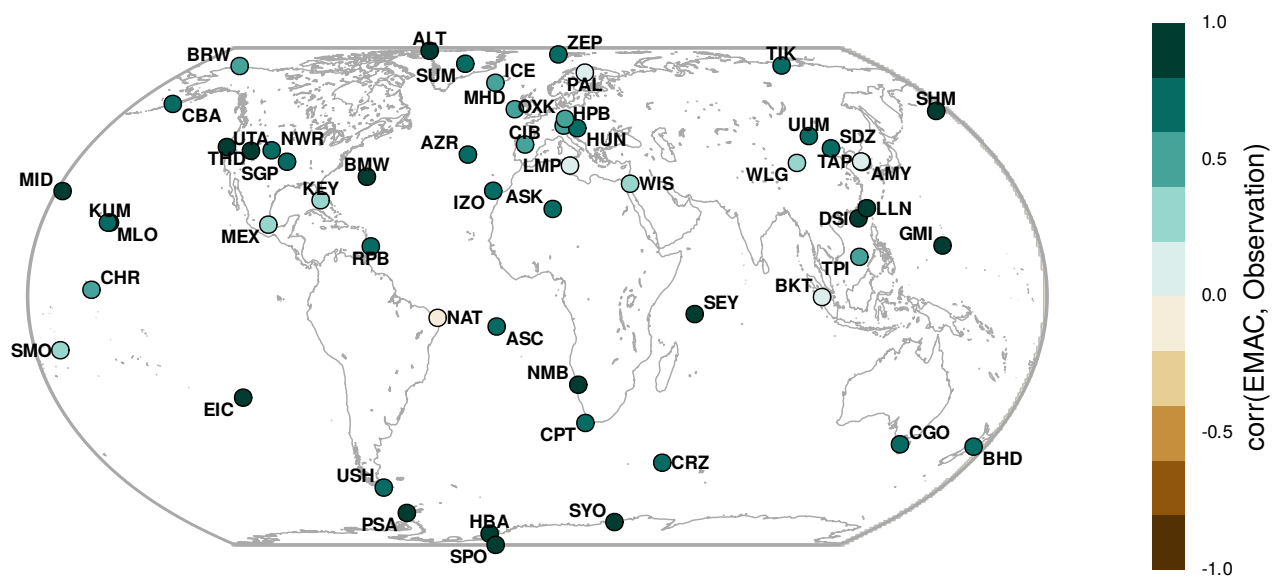 ALT
ZEP
BRW
TIK
ICE
SUM
PAL
MHD
SHM
CBA
OXK
HPB
UUM
SDZ
UTA
NWR
AZR
CIB
HUN
THD
SGP
BMW
LMP
TAP
WLG
AMY
MID
KEY
IZO
ASK
WIS
KUM
MLO
MEX
DSI
LLN
GMI
RPB
TPI
CHR
BKT
SEY
NAT
ASC
SMO
NMB
EIC
CPT
CGO
BHD
CRZ
USH
PSA
HBA
SYO
SPO
1.0
0.5
0.0
-0.5
-1.0
corr(EMAC, Observation)